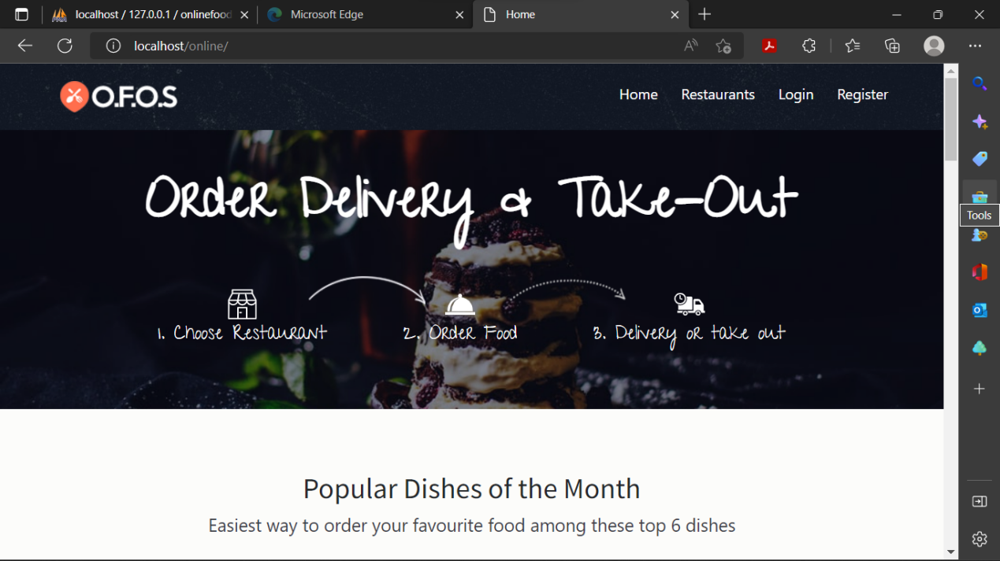 localhost / 127.0.0.1 / onlinefood
Microsoft Edge
Home
localhost/online/
O.F.O.S
Home
Restaurants
Login
Register
Order Delivery & Take-Out
1. Choose Restaurant
2. Order Food
3. Delivery or take out
Tools
Popular Dishes of the Month
Easiest way to order your favourite food among these top 6 dishes